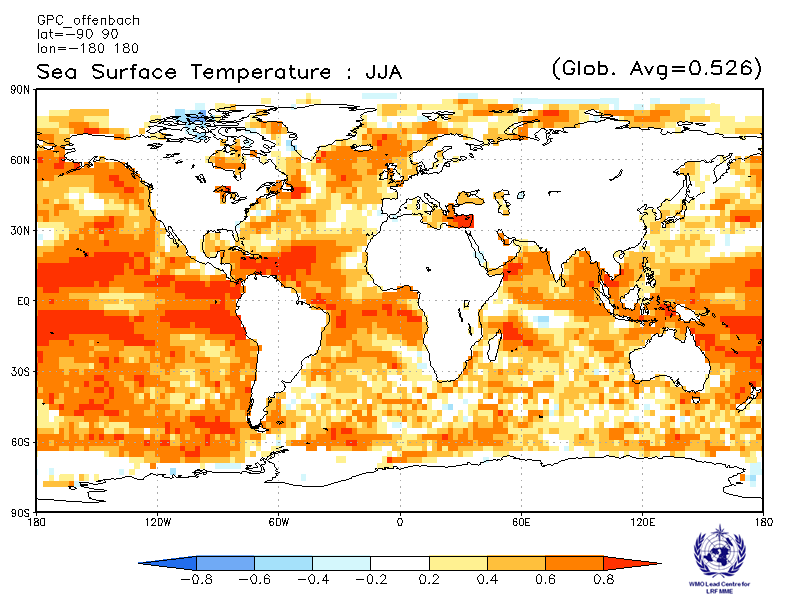 GPC_offenbach
lat=-90 90
lon=-180 180
Sea Surface Temperature : JJA (Glob. Avg=0.526)
90N
60N
30N
EQ
30S
60S
90S
180 120W 60W 0 60E 120E 180
-0.8 -0.6 -0.4 -0.2 0.2 0.4 0.6 0.8
WMO Lead Centre for
LRF MME